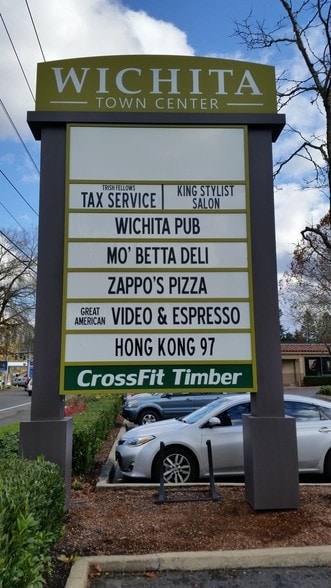 WICHITA
TOWN CENTER
TRISH FELLOWS
TAX SERVICE
KING STYLIST
SALON
WICHITA PUB
MO' BETTA DELI
ZAPPO'S PIZZA
GREAT
AMERICAN
VIDEO & ESPRESSO
HONG KONG 97
CrossFit Timber